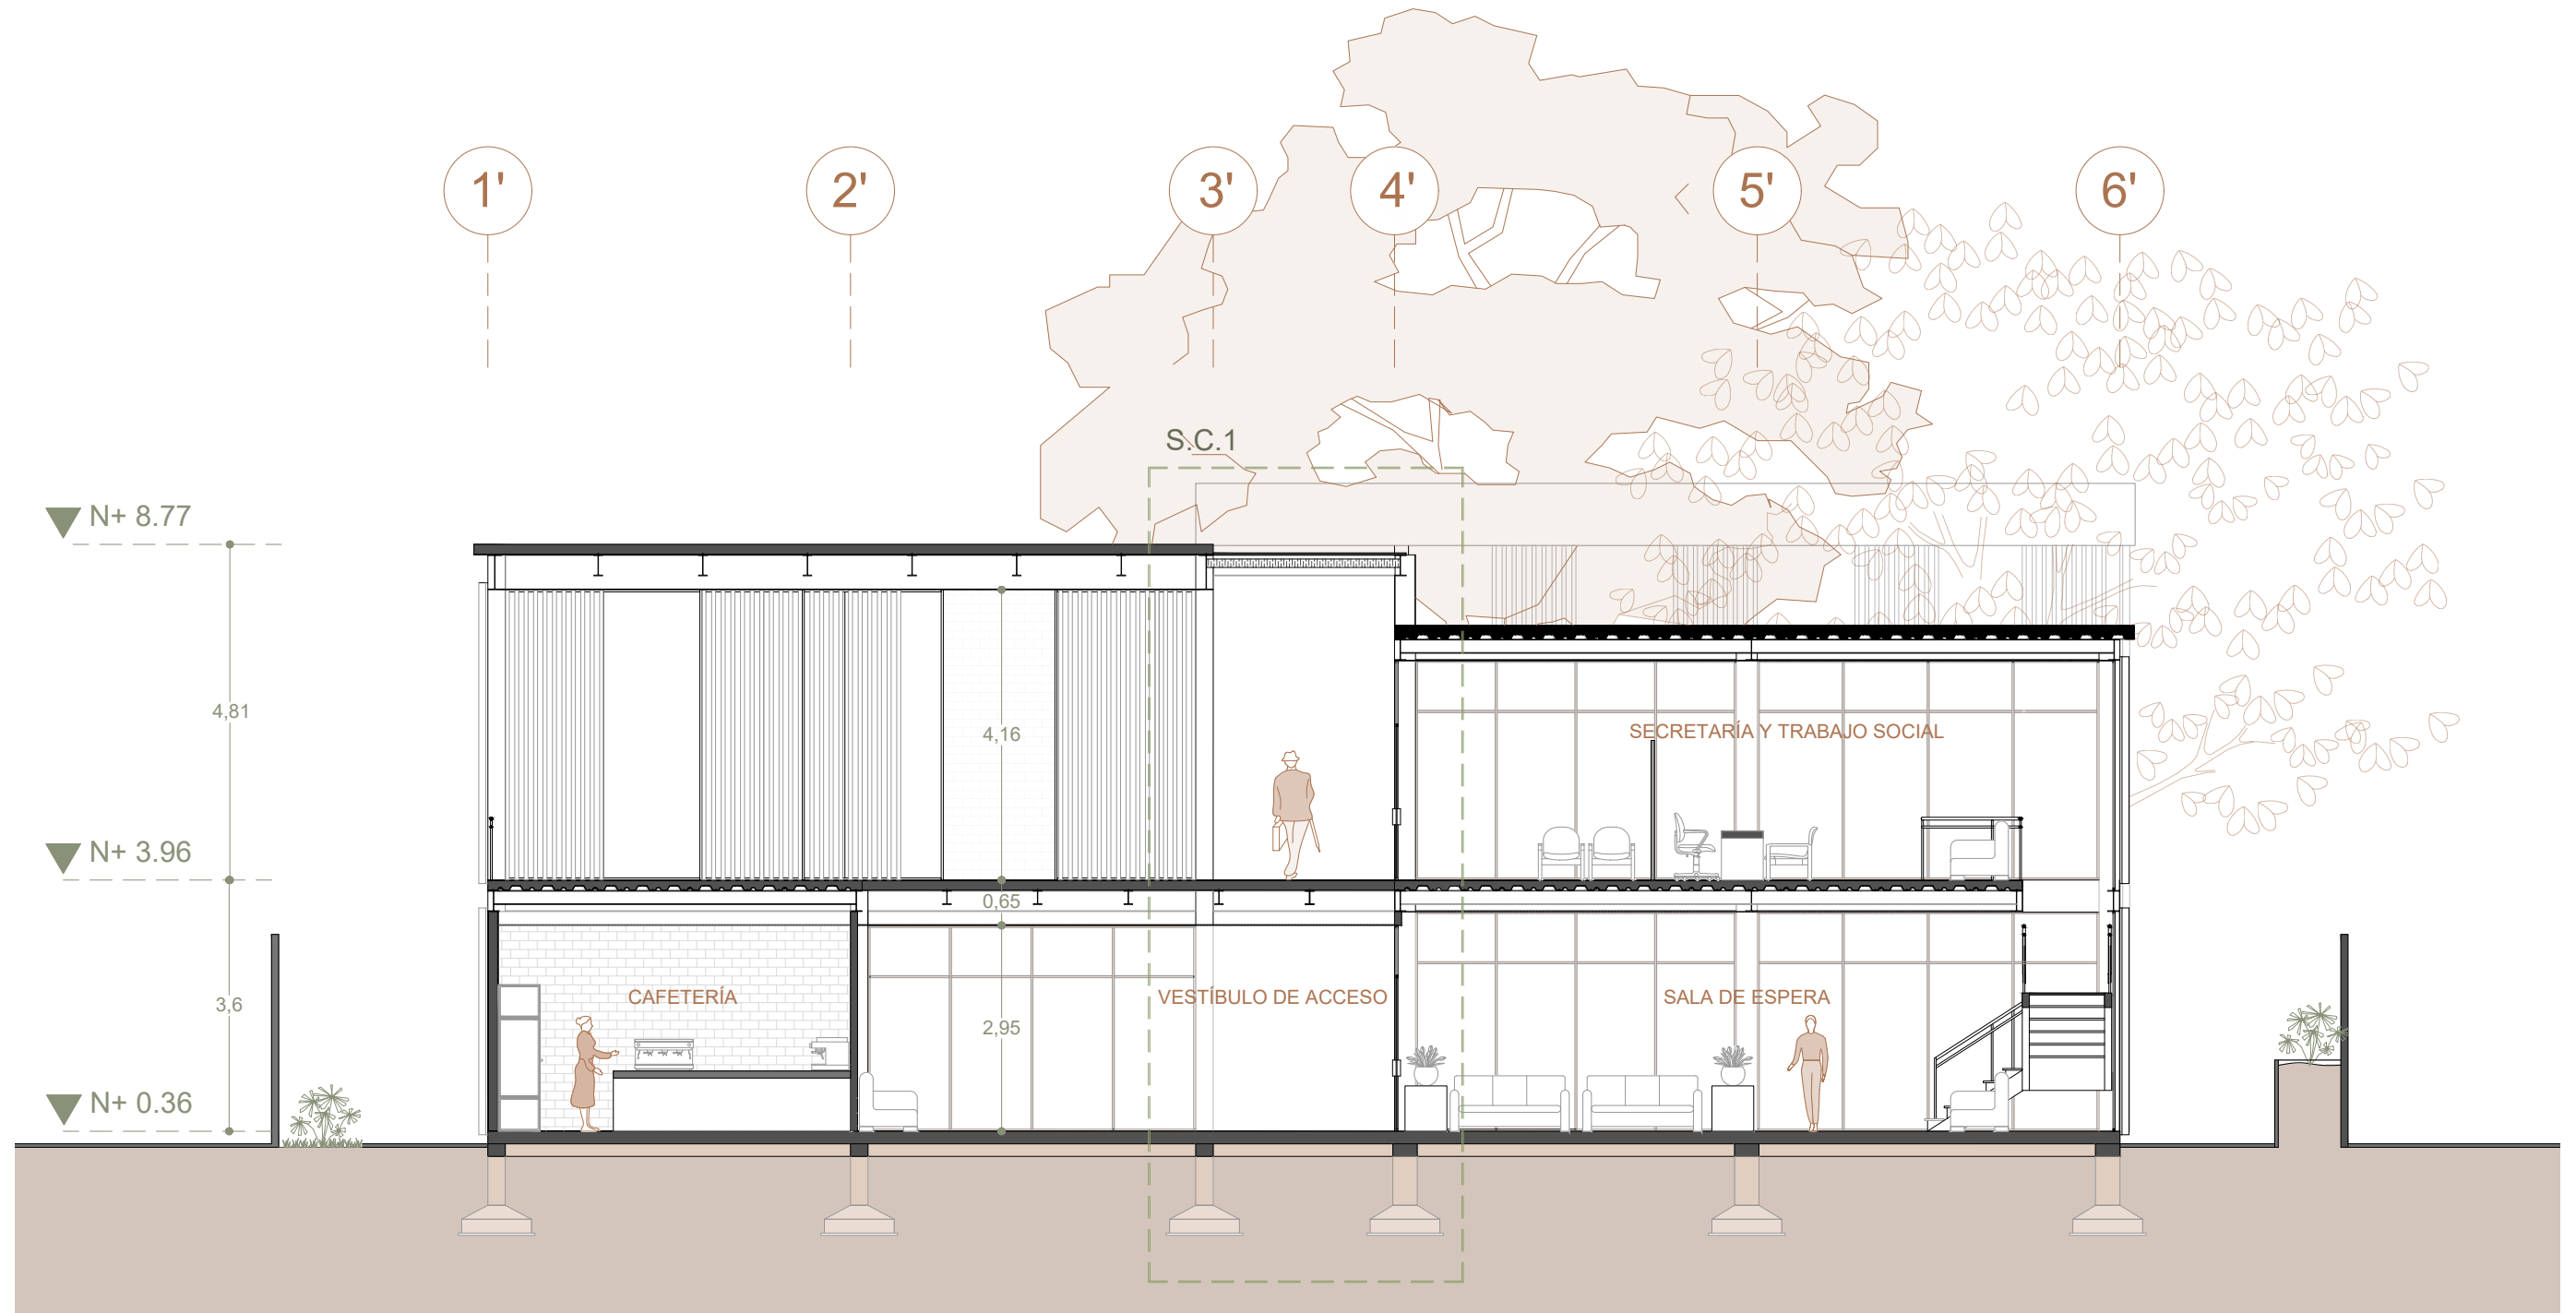 1'
2'
3'
4'
5'
6'
S.C.1
N+ 8.77
4,81
4,16
SECRETARÍA Y TRABAJO SOCIAL
N+ 3.96
0,65
3,6
CAFETERÍA
VESTÍBULO DE ACCESO
SALA DE ESPERA
2,95
N+ 0.36